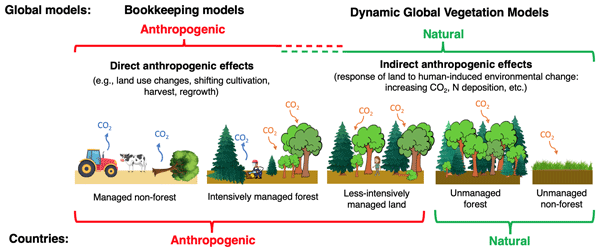 Global models:
Bookkeeping models
Dynamic Global Vegetation Models
Anthropogenic
Natural
Direct anthropogenic effects
(e.g., land use changes, shifting cultivation,
harvest, regrowth)
Indirect anthropogenic effects
(response of land to human-induced environmental change:
increasing CO2, N deposition, etc.)
CO2
CO2
CO2
CO2
CO2
CO2
CO2
CO2
CO2
Managed non-forest
Intensively managed forest
Less-intensively
managed land
Unmanaged
forest
Unmanaged
non-forest
Countries:
Anthropogenic
Natural